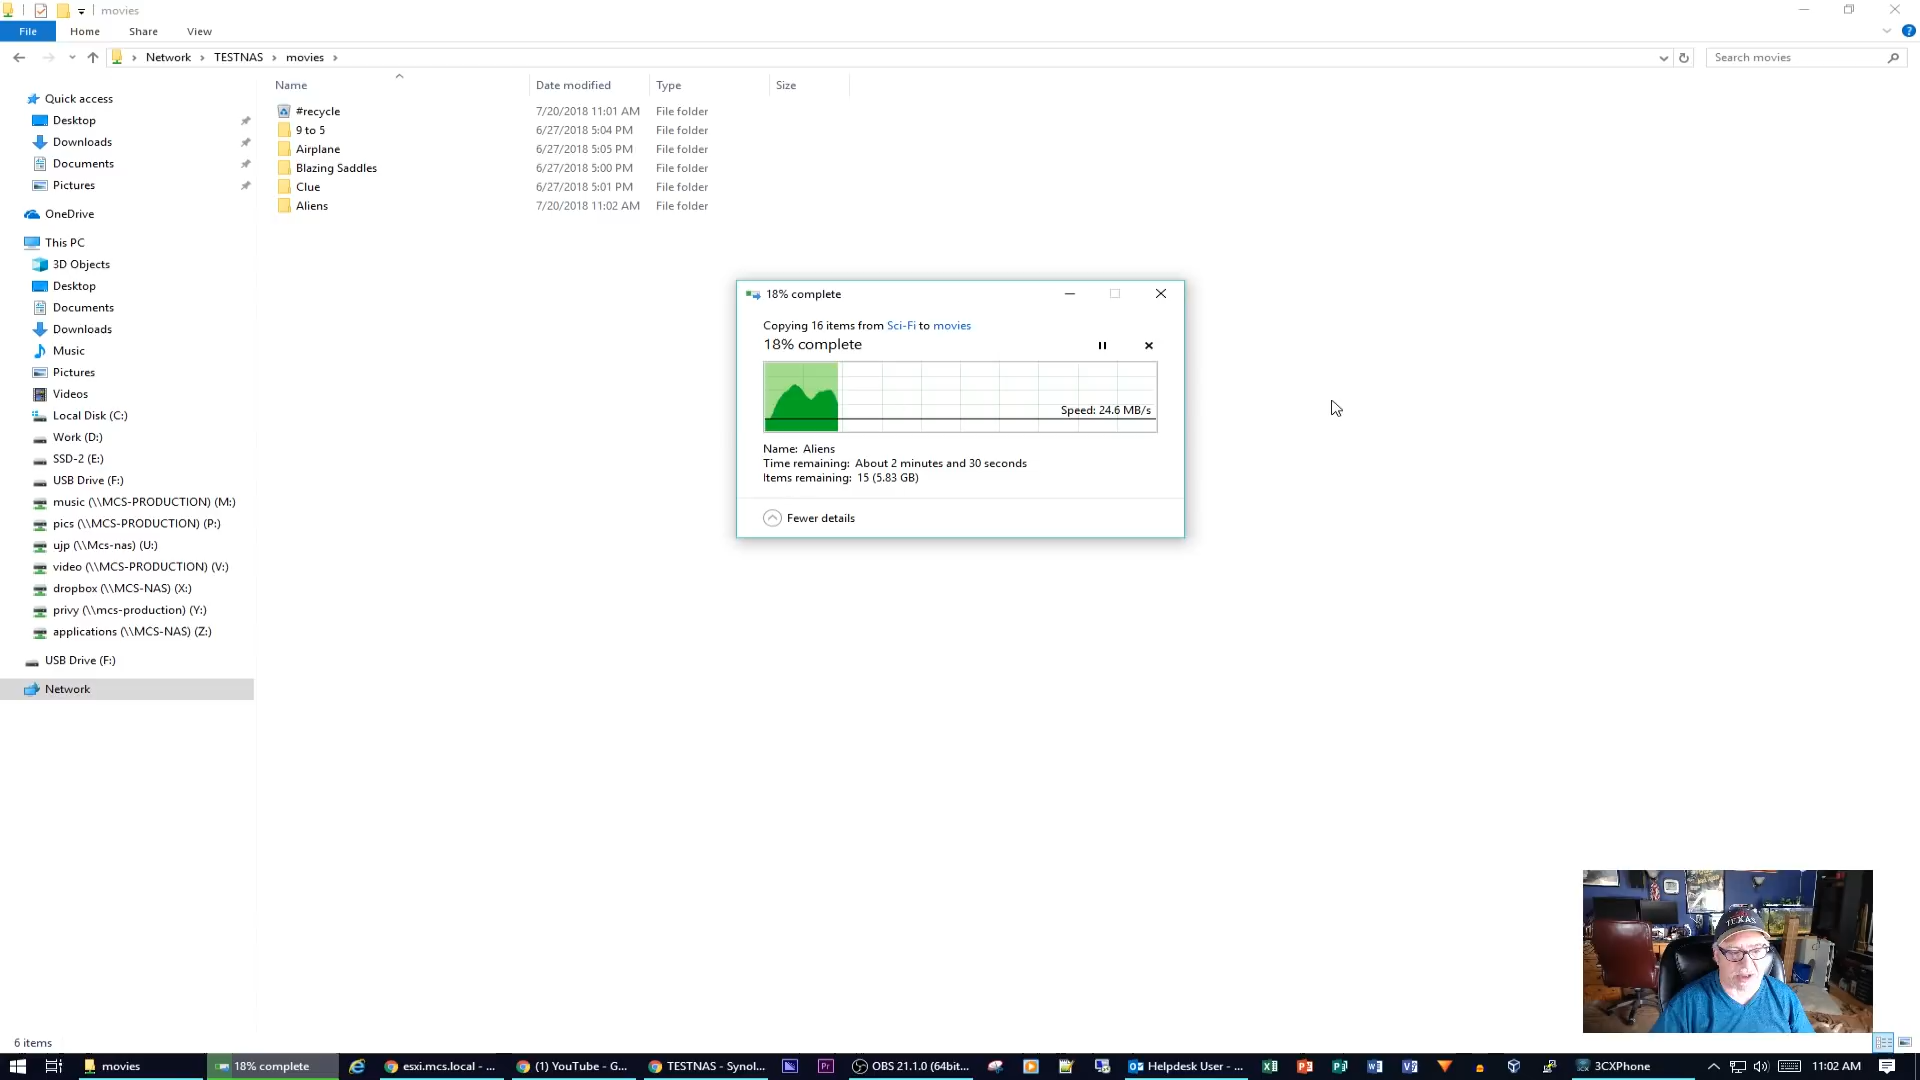 movies
File Home Share View
Network > TESTNAS > movies >
Search movies
Name Date modified Type Size
#recycle 7/20/2018 11:01 AM File folder
9 to 5 6/27/2018 5:04 PM File folder
Airplane 6/27/2018 5:05 PM File folder
Blazing Saddles 6/27/2018 5:00 PM File folder
Clue 6/27/2018 5:01 PM File folder
Aliens 7/20/2018 11:02 AM File folder
Quick access
Desktop
Downloads
Documents
Pictures
OneDrive
This PC
3D Objects
Desktop
Documents
Downloads
Music
Pictures
Videos
Local Disk (C:)
Work (D:)
SSD-2 (E:)
USB Drive (F:)
music (\\MCS-PRODUCTION) (M:)
pics (\\MCS-PRODUCTION) (P:)
ujp (\\Mcs-nas) (U:)
video (\\MCS-PRODUCTION) (V:)
dropbox (\\MCS-NAS) (X:)
privy (\\mcs-production) (Y:)
applications (\\MCS-NAS) (Z:)
USB Drive (F:)
Network
18% complete
Copying 16 items from Sci-Fi to movies
18% complete
Speed: 24.6 MB/s
Name: Aliens
Time remaining: About 2 minutes and 30 seconds
Items remaining: 15 (5.83 GB)
Fewer details
TEXAS
6 items
movies 18% complete esxi.mcs.local - ... (1) YouTube - G... TESTNAS - Synol... Pr OBS 21.1.0 (64bit... Helpdesk User - ... 3CXPhone 11:02 AM